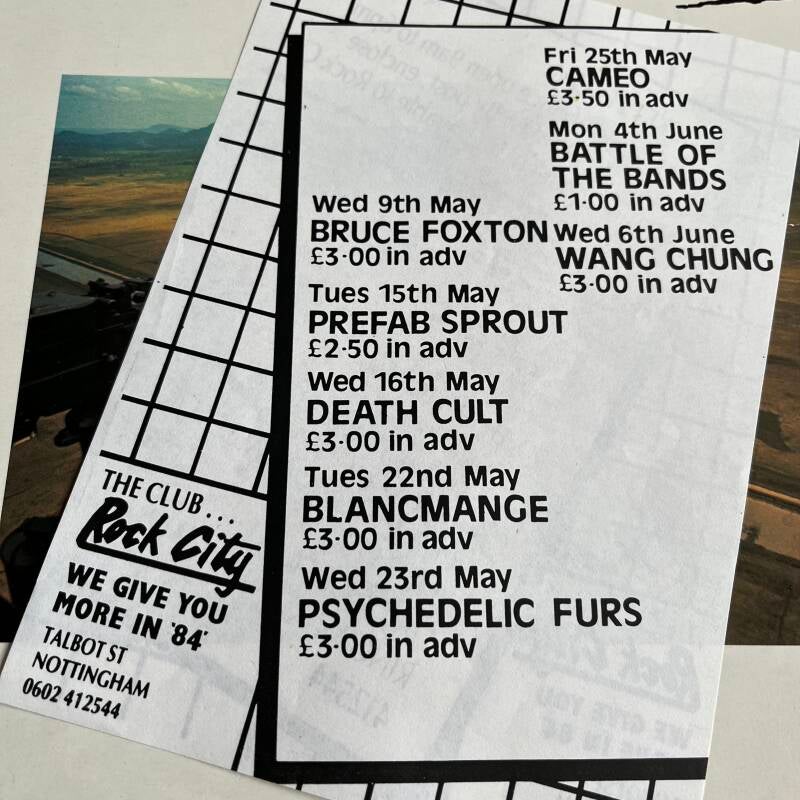 Wed 9th May
BRUCE FOXTON
£3·00 in adv
Tues 15th May
PREFAB SPROUT
£2·50 in adv
Wed 16th May
DEATH CULT
£3·00 in adv
Tues 22nd May
BLANCMANGE
£3·00 in adv
Wed 23rd May
PSYCHEDELIC FURS
£3·00 in adv
Fri 25th May
CAMEO
£3·50 in adv
Mon 4th June
BATTLE OF
THE BANDS
£1·00 in adv
Wed 6th June
WANG CHUNG
£3·00 in adv
THE CLUB...
Rock City
WE GIVE YOU
MORE IN '84'
TALBOT ST
NOTTINGHAM
0602 412544